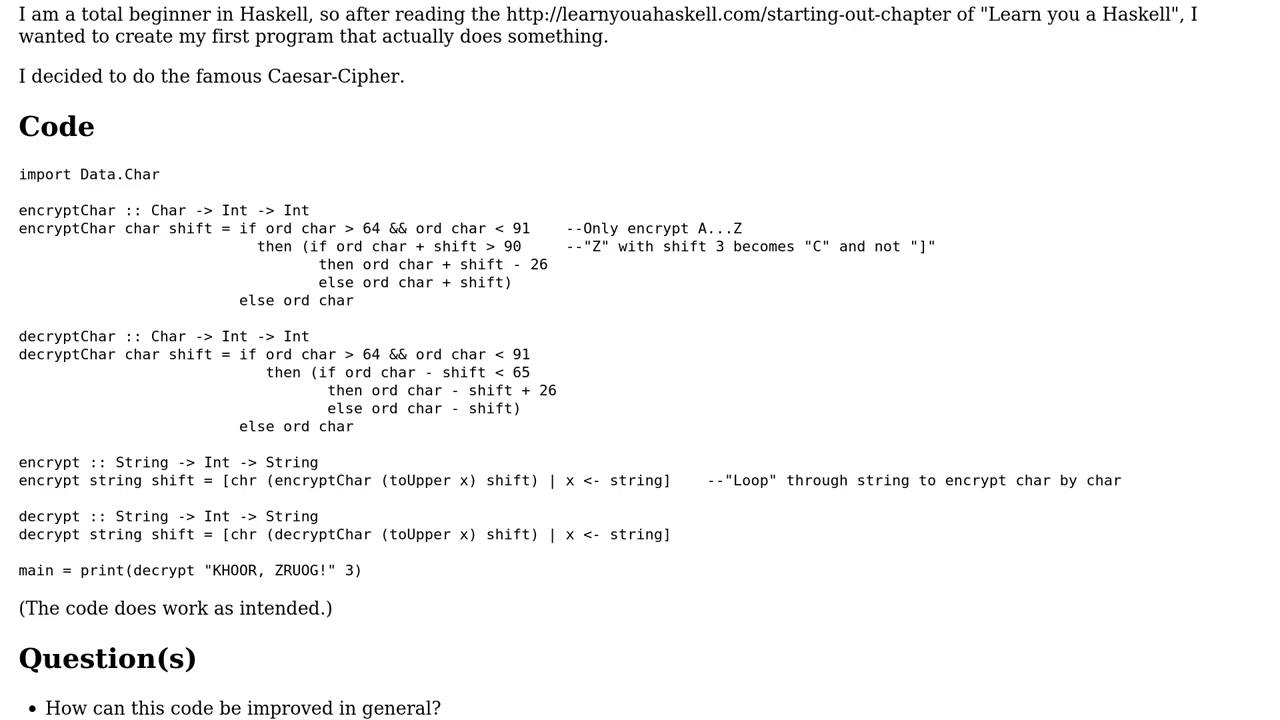 I am a total beginner in Haskell, so after reading the http://learnyouahaskell.com/starting-out-chapter of "Learn you a Haskell", I
wanted to create my first program that actually does something.
I decided to do the famous Caesar-Cipher.
Code
import Data.Char
encryptChar :: Char -> Int -> Int
encryptChar char shift = if ord char > 64 && ord char < 91    --Only encrypt A...Z
                           then (if ord char + shift > 90     --"Z" with shift 3 becomes "C" and not "]"
                                  then ord char + shift - 26
                                  else ord char + shift)
                         else ord char
decryptChar :: Char -> Int -> Int
decryptChar char shift = if ord char > 64 && ord char < 91
                            then (if ord char - shift < 65
                                   then ord char - shift + 26
                                   else ord char - shift)
                         else ord char
encrypt :: String -> Int -> String
encrypt string shift = [chr (encryptChar (toUpper x) shift) | x <- string]    --"Loop" through string to encrypt char by char
decrypt :: String -> Int -> String
decrypt string shift = [chr (decryptChar (toUpper x) shift) | x <- string]
main = print(decrypt "KHOOR, ZRUOG!" 3)
(The code does work as intended.)
Question(s)
• How can this code be improved in general?